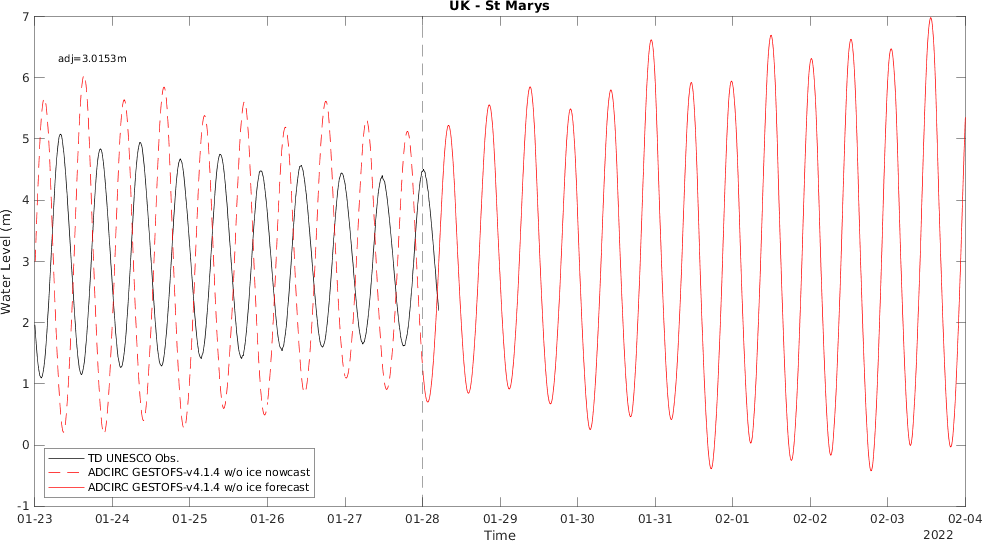 UK - St Marys
adj=3.0153m
7
6
5
4
3
2
1
0
-1
Water Level (m)
TD UNESCO Obs.
ADCIRC GESTOFS-v4.1.4 w/o ice nowcast
ADCIRC GESTOFS-v4.1.4 w/o ice forecast
01-23 01-24 01-25 01-26 01-27 01-28 01-29 01-30 01-31 02-01 02-02 02-03 02-04
Time
2022